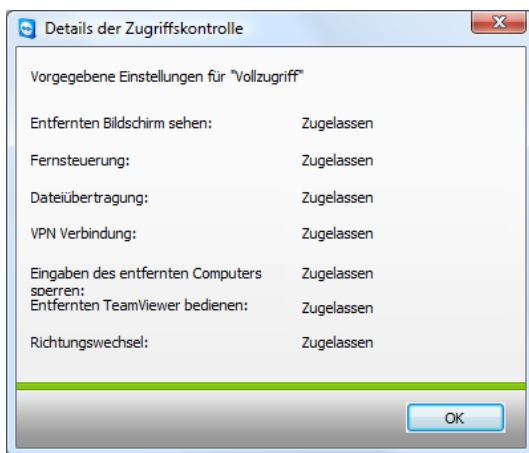 Details der Zugriffskontrolle
Vorgegebene Einstellungen für "Vollzugriff"
Entfernten Bildschirm sehen: Zugelassen
Fernsteuerung: Zugelassen
Dateiübertragung: Zugelassen
VPN Verbindung: Zugelassen
Eingaben des entfernten Computers Zugelassen
sperren:
Entfernten TeamViewer bedienen: Zugelassen
Richtungswechsel: Zugelassen
OK